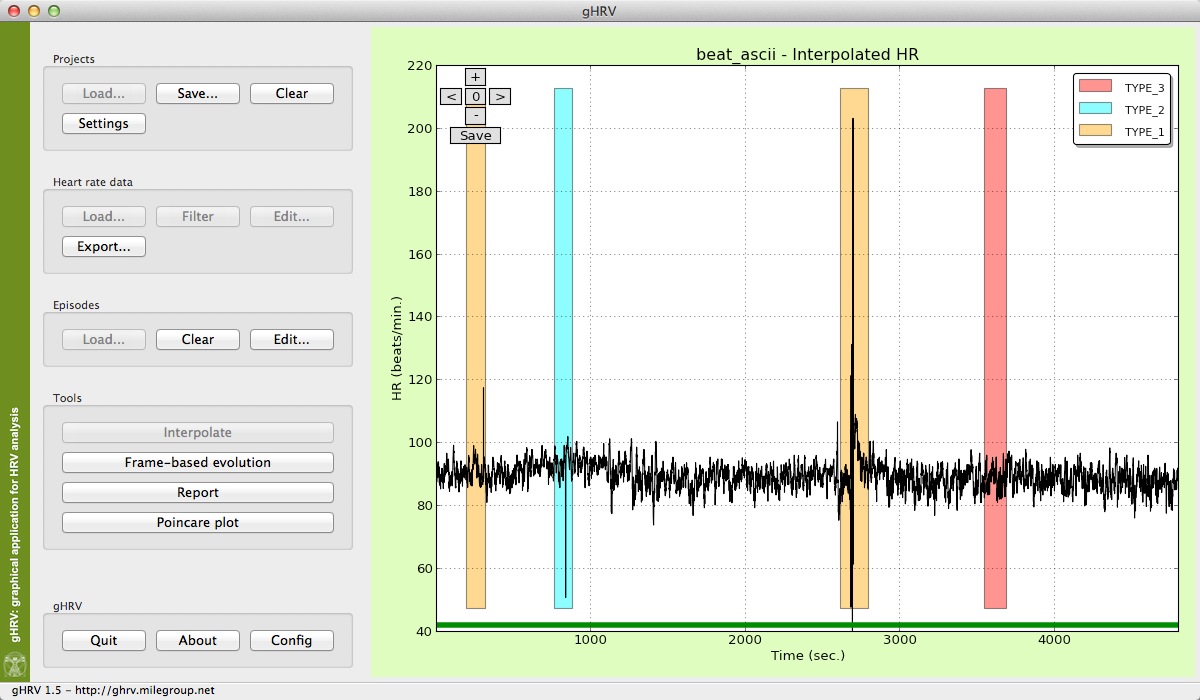 gHRV
Projects
Load... Save... Clear
Settings
Heart rate data
Load... Filter Edit...
Export...
Episodes
Load... Clear Edit...
Tools
Interpolate
Frame-based evolution
Report
Poincare plot
gHRV
Quit About Config
gHRV: graphical application for HRV analysis
beat_ascii - Interpolated HR
+
< 0 >
-
Save
TYPE_3
TYPE_2
TYPE_1
HR (beats/min.)
220
200
180
160
140
120
100
80
60
40
1000 2000 3000 4000
Time (sec.)
gHRV 1.5 - http://ghrv.milegroup.net